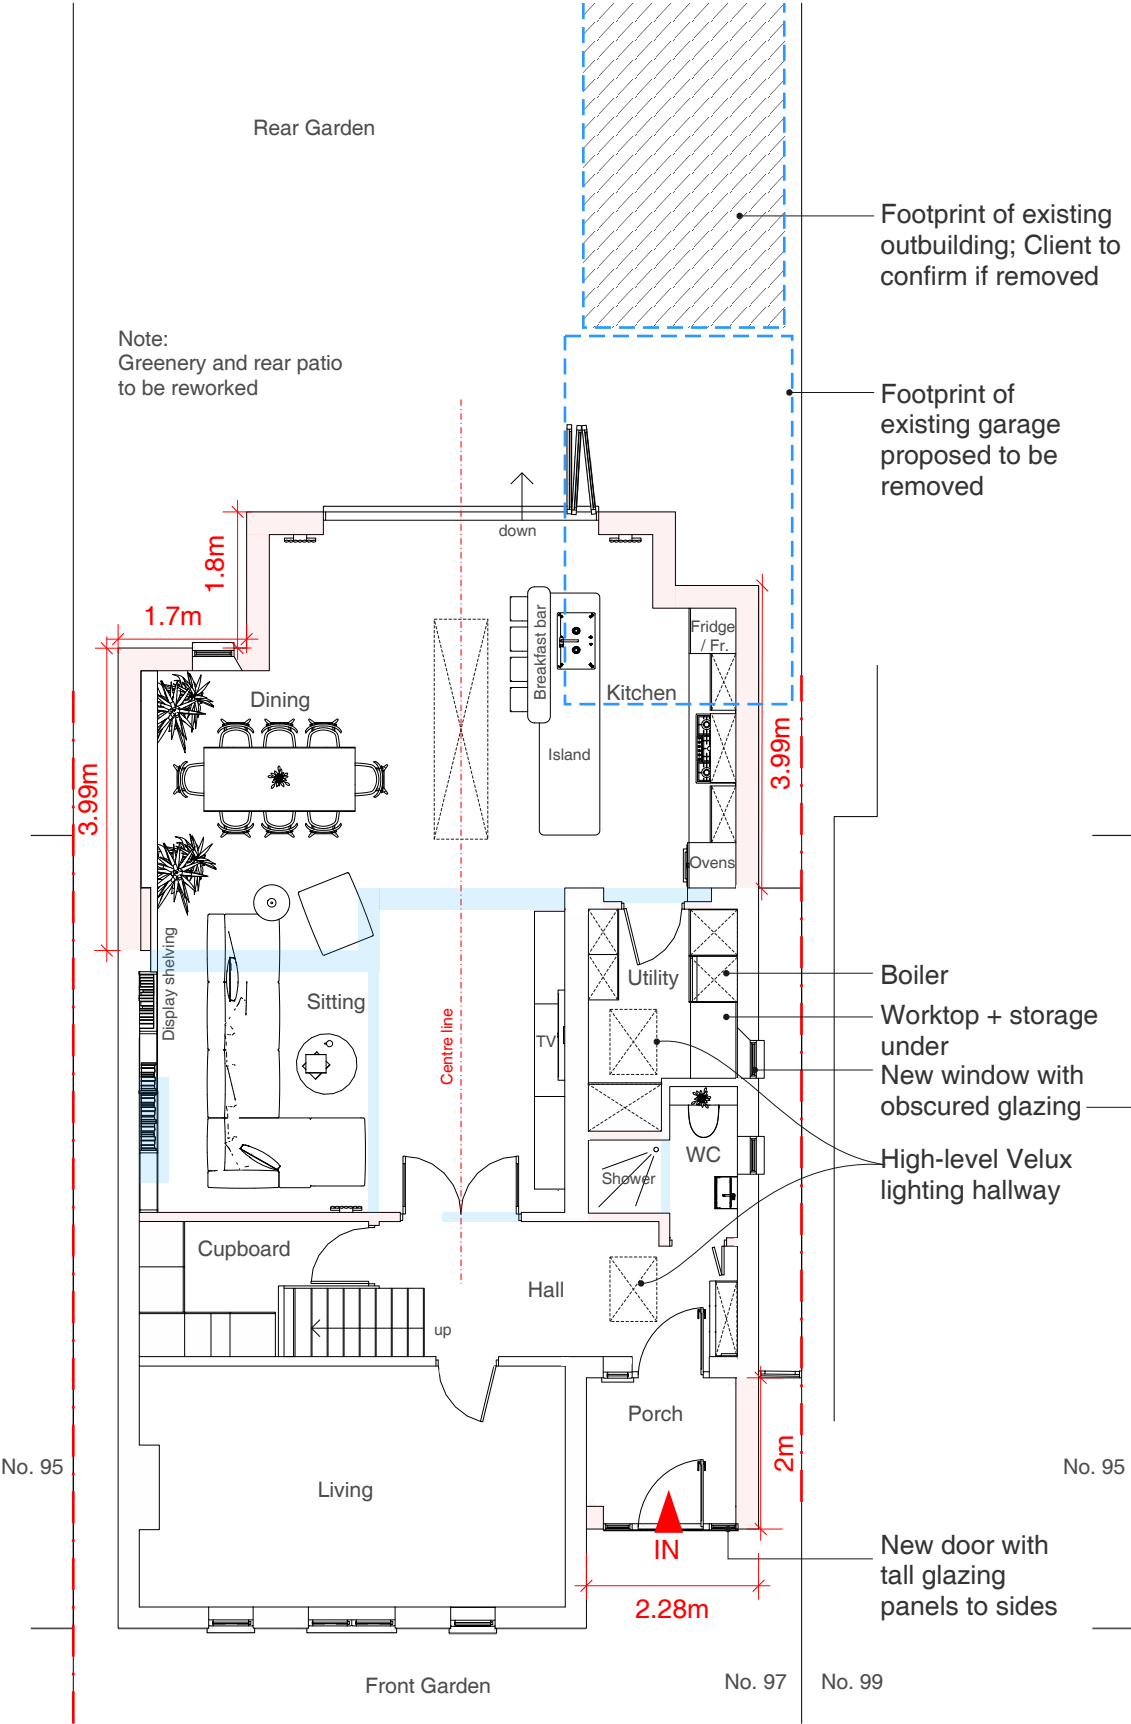 Rear Garden
Footprint of existing
outbuilding; Client to
confirm if removed
Note:
Greenery and rear patio
to be reworked
Footprint of
existing garage
proposed to be
removed
down
1.8m
1.7m
Breakfast bar
Fridge
/ Fr.
Dining
Kitchen
Island
3.99m
3.99m
Ovens
Display shelving
Sitting
Utility
Boiler
Worktop + storage
under
New window with
obscured glazing
Centre line
TV
WC
High-level Velux
lighting hallway
Shower
Cupboard
Hall
up
Porch
2m
No. 95
Living
No. 95
IN
New door with
tall glazing
panels to sides
2.28m
Front Garden
No. 97
No. 99